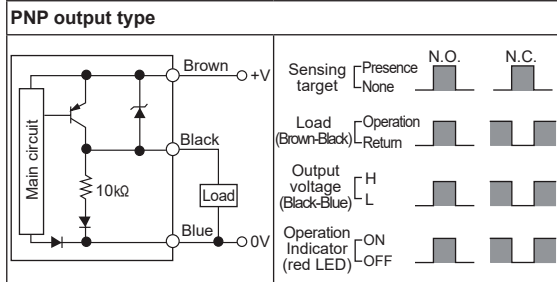 PNP output type
Main circuit
Brown
+V
Black
10kΩ
Load
Blue
0V
N.O.
N.C.
Sensing target
Presence
None
Load
(Brown-Black)
Operation
Return
Output
voltage
(Black-Blue)
H
L
Operation
Indicator
(red LED)
ON
OFF